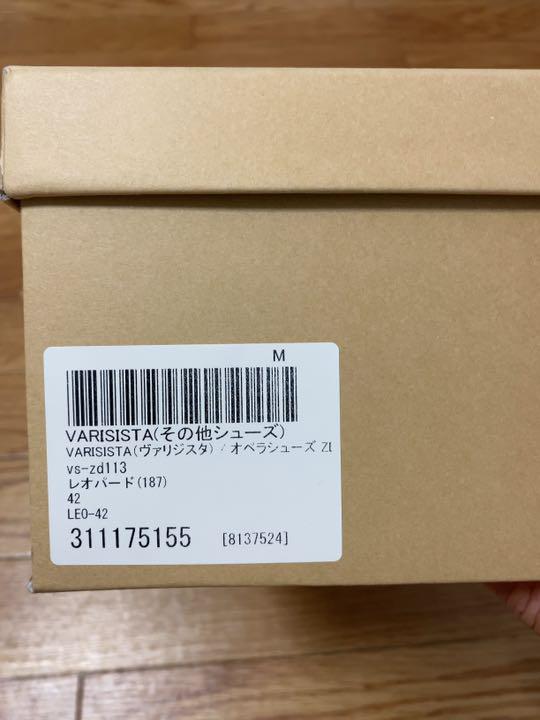 M
VARISISTA(その他シューズ)
VARISISTA(ヴァリジスタ) / オペラシューズ ZI
vs-zd113
レオパード(187)
42
LEO-42
311175155 [8137524]